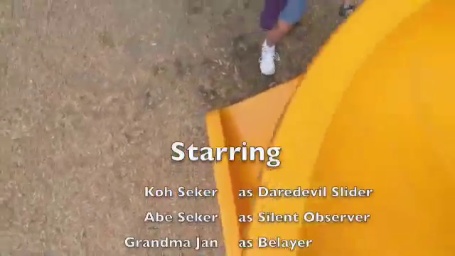 Starring
Koh Seker as Daredevil Slider
Abe Seker as Silent Observer
Grandma Jan as Belayer